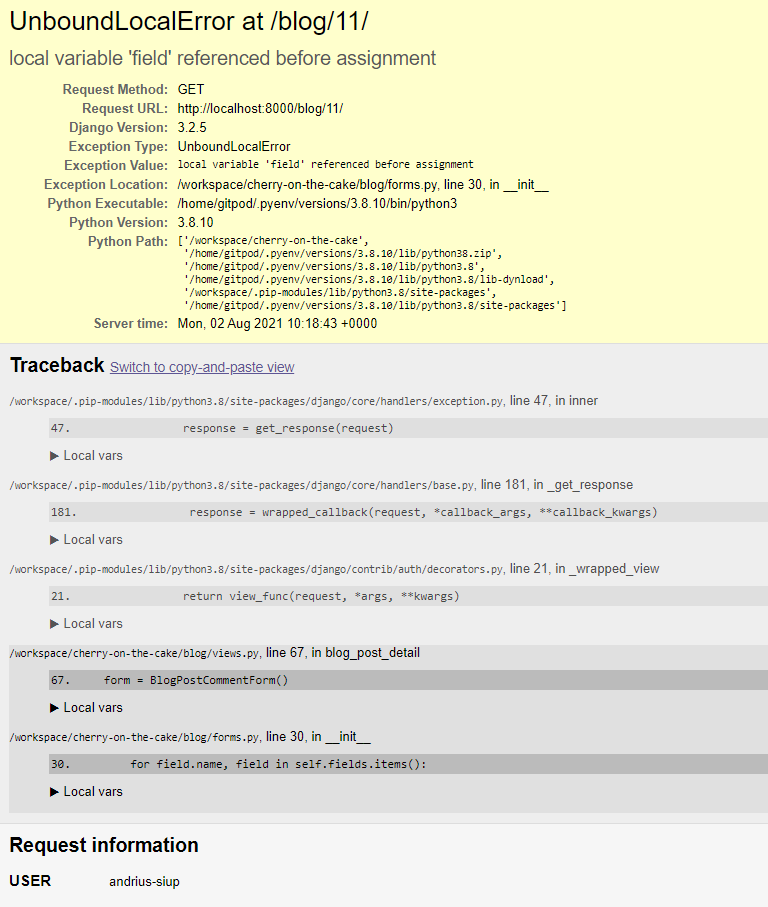 UnboundLocalError at /blog/11/
local variable 'field' referenced before assignment
Request Method: GET
Request URL: http://localhost:8000/blog/11/
Django Version: 3.2.5
Exception Type: UnboundLocalError
Exception Value: local variable 'field' referenced before assignment
Exception Location: /workspace/cherry-on-the-cake/blog/forms.py, line 30, in __init__
Python Executable: /home/gitpod/.pyenv/versions/3.8.10/bin/python3
Python Version: 3.8.10
Python Path: ['/workspace/cherry-on-the-cake',
'/home/gitpod/.pyenv/versions/3.8.10/lib/python38.zip',
'/home/gitpod/.pyenv/versions/3.8.10/lib/python3.8',
'/home/gitpod/.pyenv/versions/3.8.10/lib/python3.8/lib-dynload',
'/workspace/.pip-modules/lib/python3.8/site-packages',
'/home/gitpod/.pyenv/versions/3.8.10/lib/python3.8/site-packages']
Server time: Mon, 02 Aug 2021 10:18:43 +0000
Traceback Switch to copy-and-paste view
/workspace/.pip-modules/lib/python3.8/site-packages/django/core/handlers/exception.py, line 47, in inner
47. response = get_response(request)
▶ Local vars
/workspace/.pip-modules/lib/python3.8/site-packages/django/core/handlers/base.py, line 181, in _get_response
181. response = wrapped_callback(request, *callback_args, **callback_kwargs)
▶ Local vars
/workspace/.pip-modules/lib/python3.8/site-packages/django/contrib/auth/decorators.py, line 21, in _wrapped_view
21. return view_func(request, *args, **kwargs)
▶ Local vars
/workspace/cherry-on-the-cake/blog/views.py, line 67, in blog_post_detail
67. form = BlogPostCommentForm()
▶ Local vars
/workspace/cherry-on-the-cake/blog/forms.py, line 30, in __init__
30. for field.name, field in self.fields.items():
▶ Local vars
Request information
USER andrius-siup